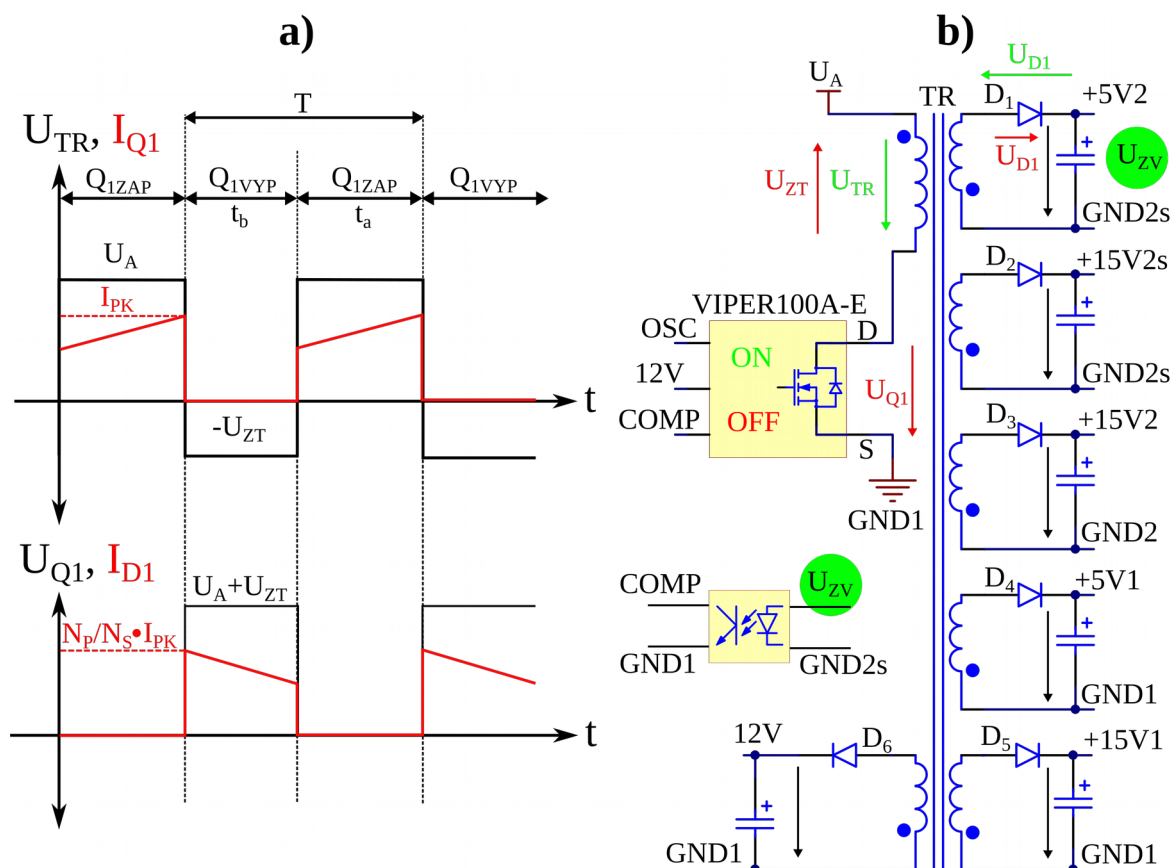 a)
T
U_TR, I_Q1
Q_1ZAP
Q_1VYP
Q_1ZAP
Q_1VYP
t_b
t_a
U_A
I_PK
t
-U_ZT
U_Q1, I_D1
U_A+U_ZT
N_P/N_S•I_PK
t
b)
U_D1
U_A
TR
D_1
+5V2
U_D1
U_ZV
U_ZT
U_TR
GND2s
D_2
+15V2s
VIPER100A-E
OSC
D
ON
12V
U_Q1
GND2s
COMP
OFF
S
D_3
+15V2
GND1
GND2
COMP
U_ZV
D_4
+5V1
GND1
GND2s
GND1
12V
D_6
D_5
+15V1
GND1
GND1